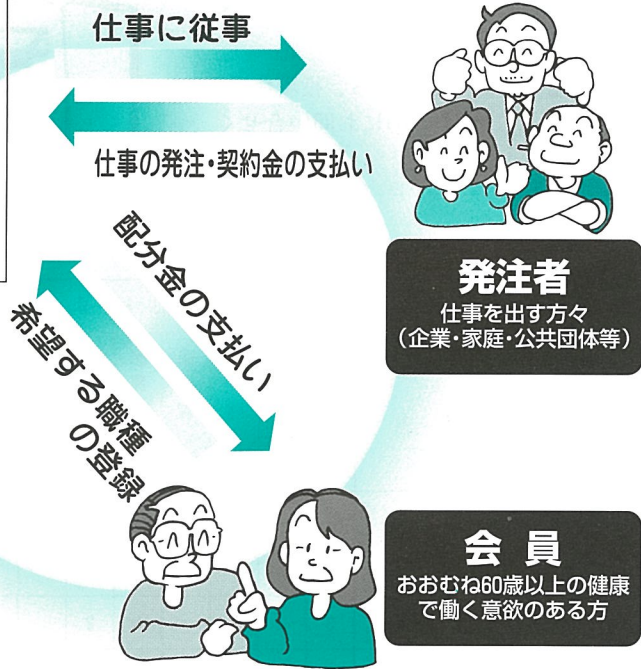 仕事に従事
仕事の発注・契約金の支払い
発注者
仕事を出す方々
(企業・家庭・公共団体等)
配分金の支払い
希望する職種
の登録
会 員
おおむね60歳以上の健康
で働く意欲のある方